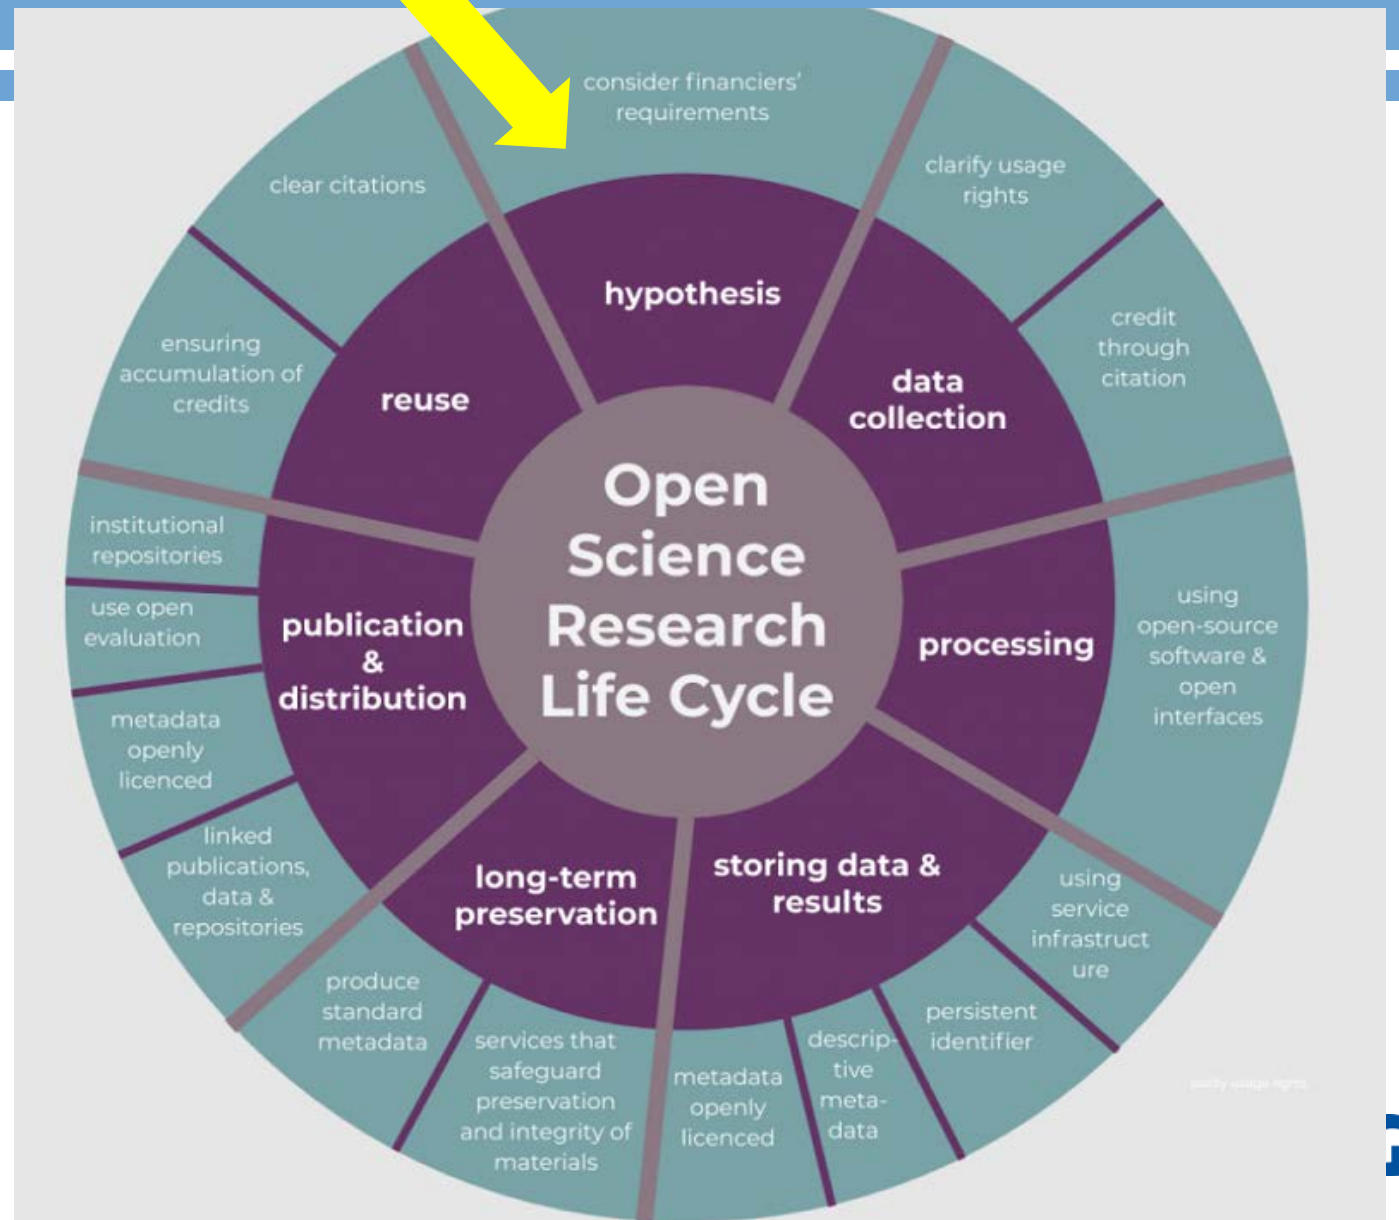 consider financiers'
requirements
clarify usage
rights
credit
through
citation
clear citations
ensuring
accumulation of
credits
hypothesis
data
collection
reuse
Open
Science
Research
Life Cycle
processing
using
open-source
software &
open
interfaces
institutional
repositories
use open
evaluation
metadata
openly
licenced
linked
publications,
data &
repositories
publication
&
distribution
long-term
preservation
storing data &
results
using
service
infrastruct
ure
persistent
identifier
descrip-
tive
meta-
data
metadata
openly
licenced
services that
safeguard
preservation
and integrity of
materials
produce
standard
metadata
clarify usage rights